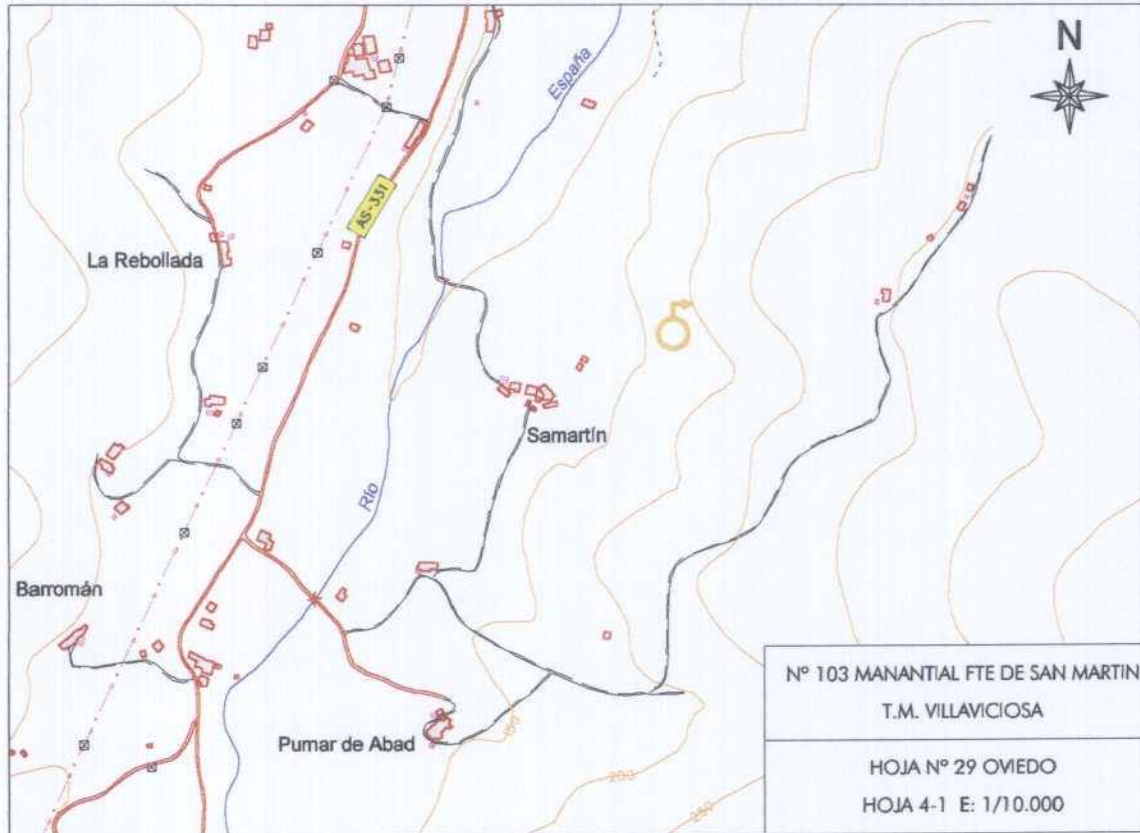 N
España
AS-331
La Rebollada
Samartín
Río
Barromán
Pumar de Abad
150
200
250
Nº 103 MANANTIAL FTE DE SAN MARTIN
T.M. VILLAVICIOSA
HOJA Nº 29 OVIEDO
HOJA 4-1 E: 1/10.000